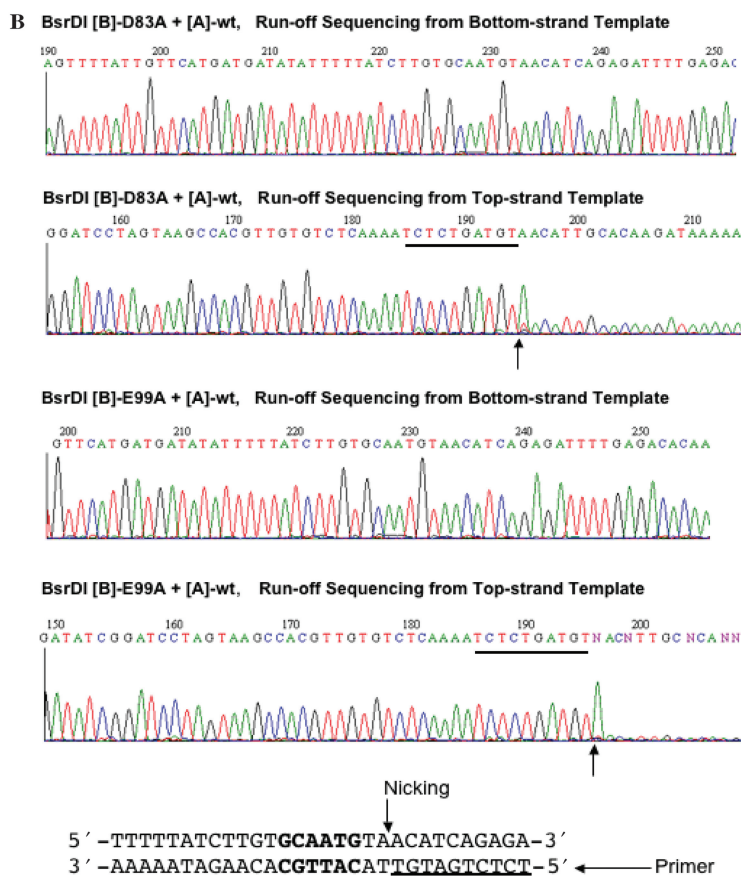 B BsrDI [B]-D83A + [A]-wt, Run-off Sequencing from Bottom-strand Template
190 200 210 220 230 240 250
AGTTTTATTGTTCATGATGATATATTTTTATCTTGTGCAATGTAACATCAGAGATTTTGAGAC
BsrDI [B]-D83A + [A]-wt, Run-off Sequencing from Top-strand Template
160 170 180 190 200 210
GGATCCTAGTAAGCCACGTTGTGTCTCAAAATCTCTGATGTAACATTGCACAAGATAAAAA
BsrDI [B]-E99A + [A]-wt, Run-off Sequencing from Bottom-strand Template
200 210 220 230 240 250
GTTCATGATGATATATTTTTATCTTGTGCAATGTAACATCAGAGATTTTGAGACACAA
BsrDI [B]-E99A + [A]-wt, Run-off Sequencing from Top-strand Template
150 160 170 180 190 200
GATATCGGATCCTAGTAAGCCACGTTGTGTCTCAAAATCTCTGATGTNACNTTGCNCANN
Nicking
5´-TTTTTATCTTGTGCAATGTAACATCAGAGA-3´
3´-AAAAATAGAACACGTTACATTGTAGTCTCT-5´ Primer